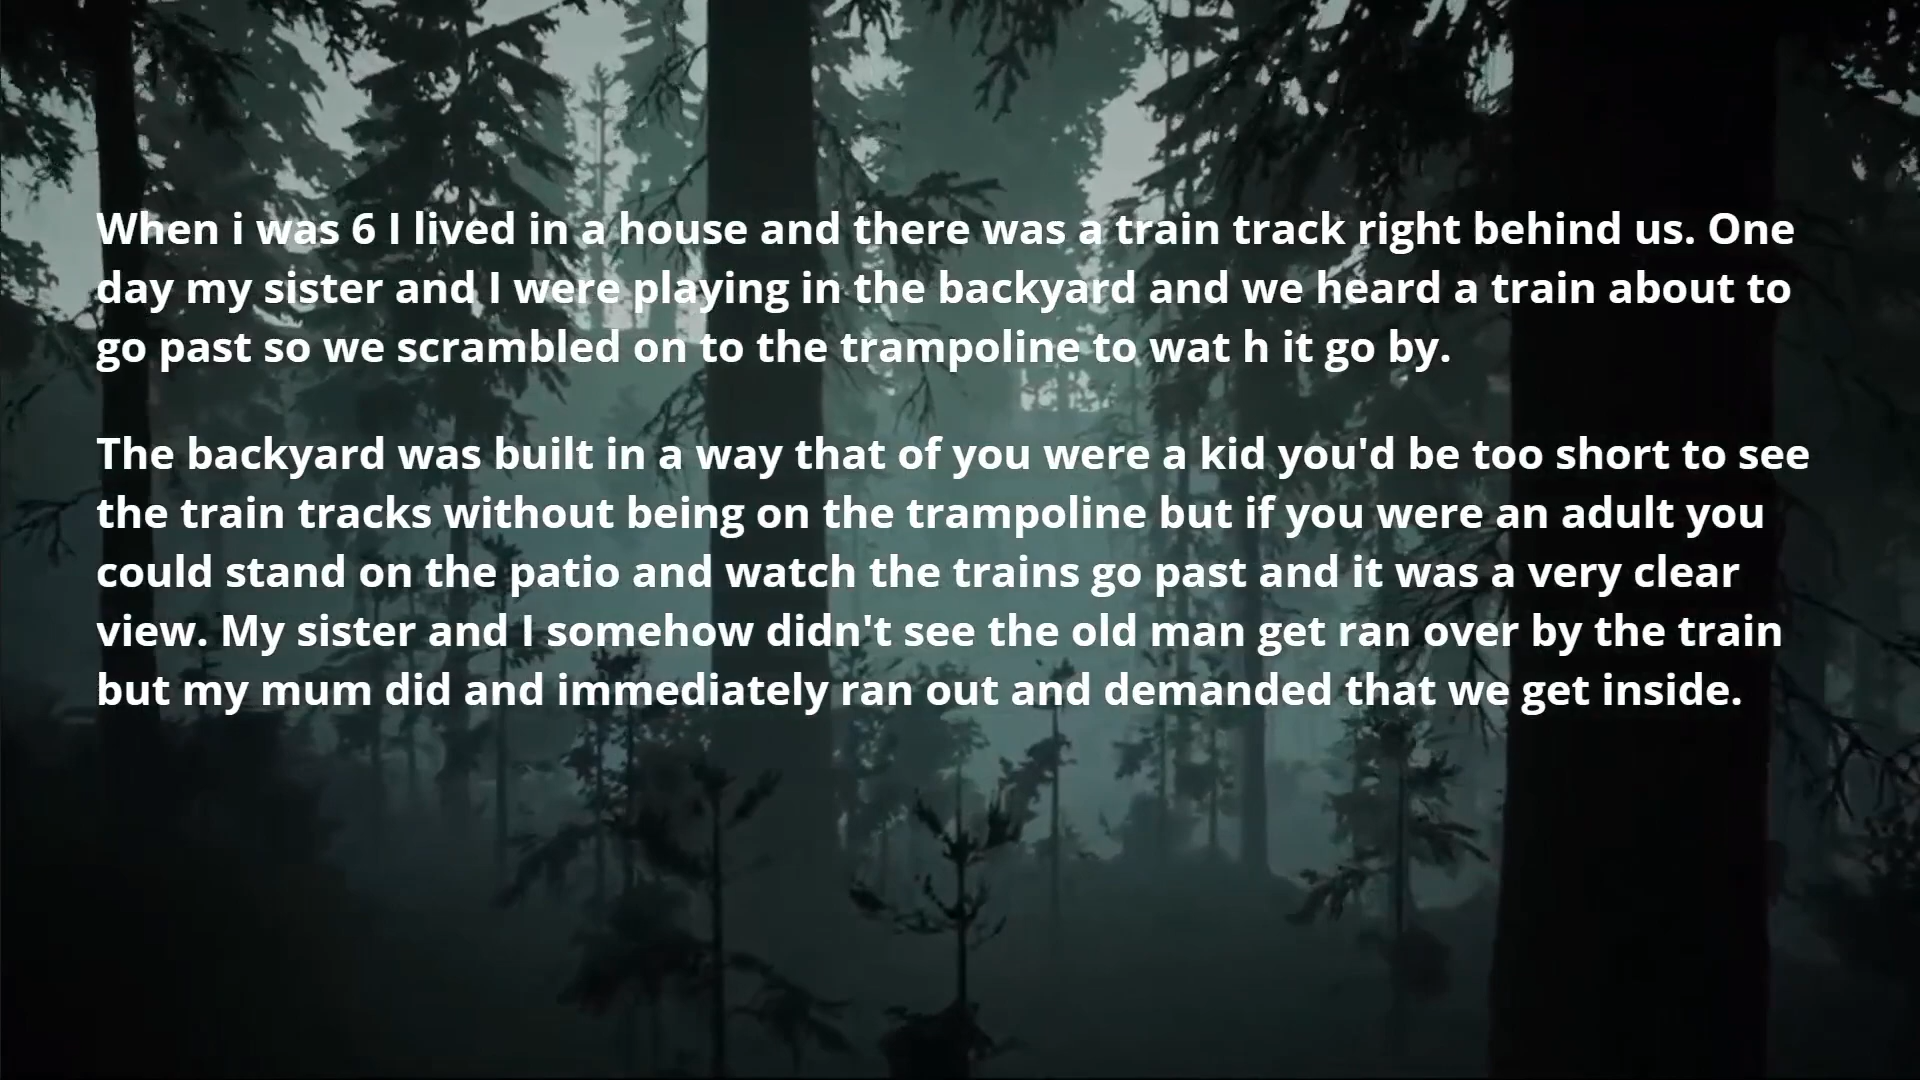 When i was 6 I lived in a house and there was a train track right behind us. One
day my sister and I were playing in the backyard and we heard a train about to
go past so we scrambled on to the trampoline to wat h it go by.
The backyard was built in a way that of you were a kid you'd be too short to see
the train tracks without being on the trampoline but if you were an adult you
could stand on the patio and watch the trains go past and it was a very clear
view. My sister and I somehow didn't see the old man get ran over by the train
but my mum did and immediately ran out and demanded that we get inside.